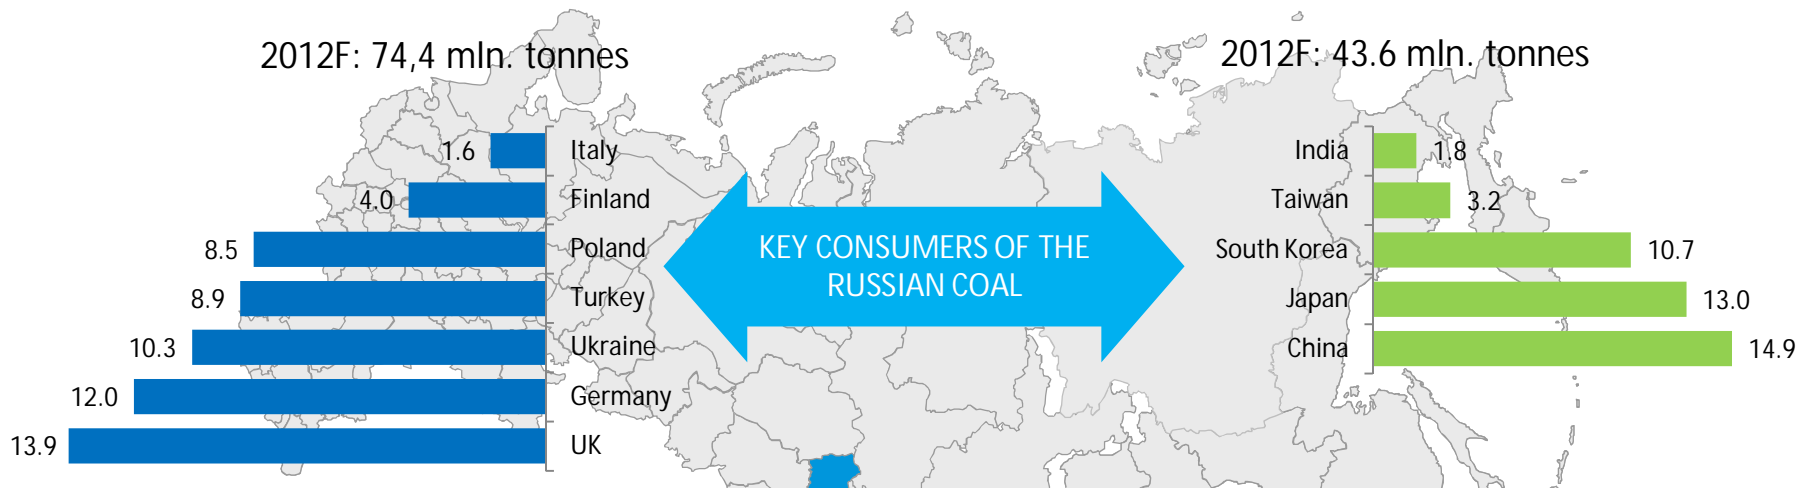 2012F: 74,4 mln. tonnes
1.6 Italy
4.0 Finland
8.5 Poland
8.9 Turkey
10.3 Ukraine
12.0 Germany
13.9 UK
KEY CONSUMERS OF THE
RUSSIAN COAL
2012F: 43.6 mln. tonnes
India 1.8
Taiwan 3.2
South Korea 10.7
Japan 13.0
China 14.9